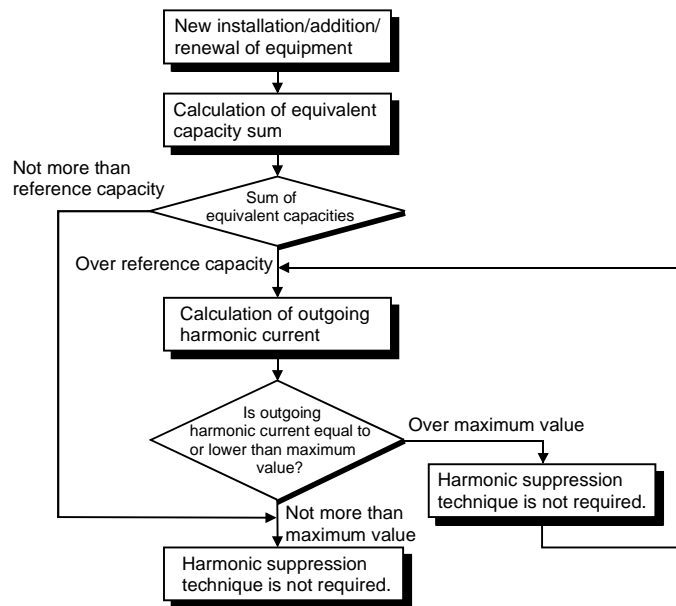 New installation/addition/
renewal of equipment
Calculation of equivalent
capacity sum
Not more than
reference capacity
Sum of
equivalent capacities
Over reference capacity
Calculation of outgoing
harmonic current
Is outgoing
harmonic current equal to
or lower than maximum
value?
Over maximum value
Harmonic suppression
technique is not required.
Not more than
maximum value
Harmonic suppression
technique is not required.